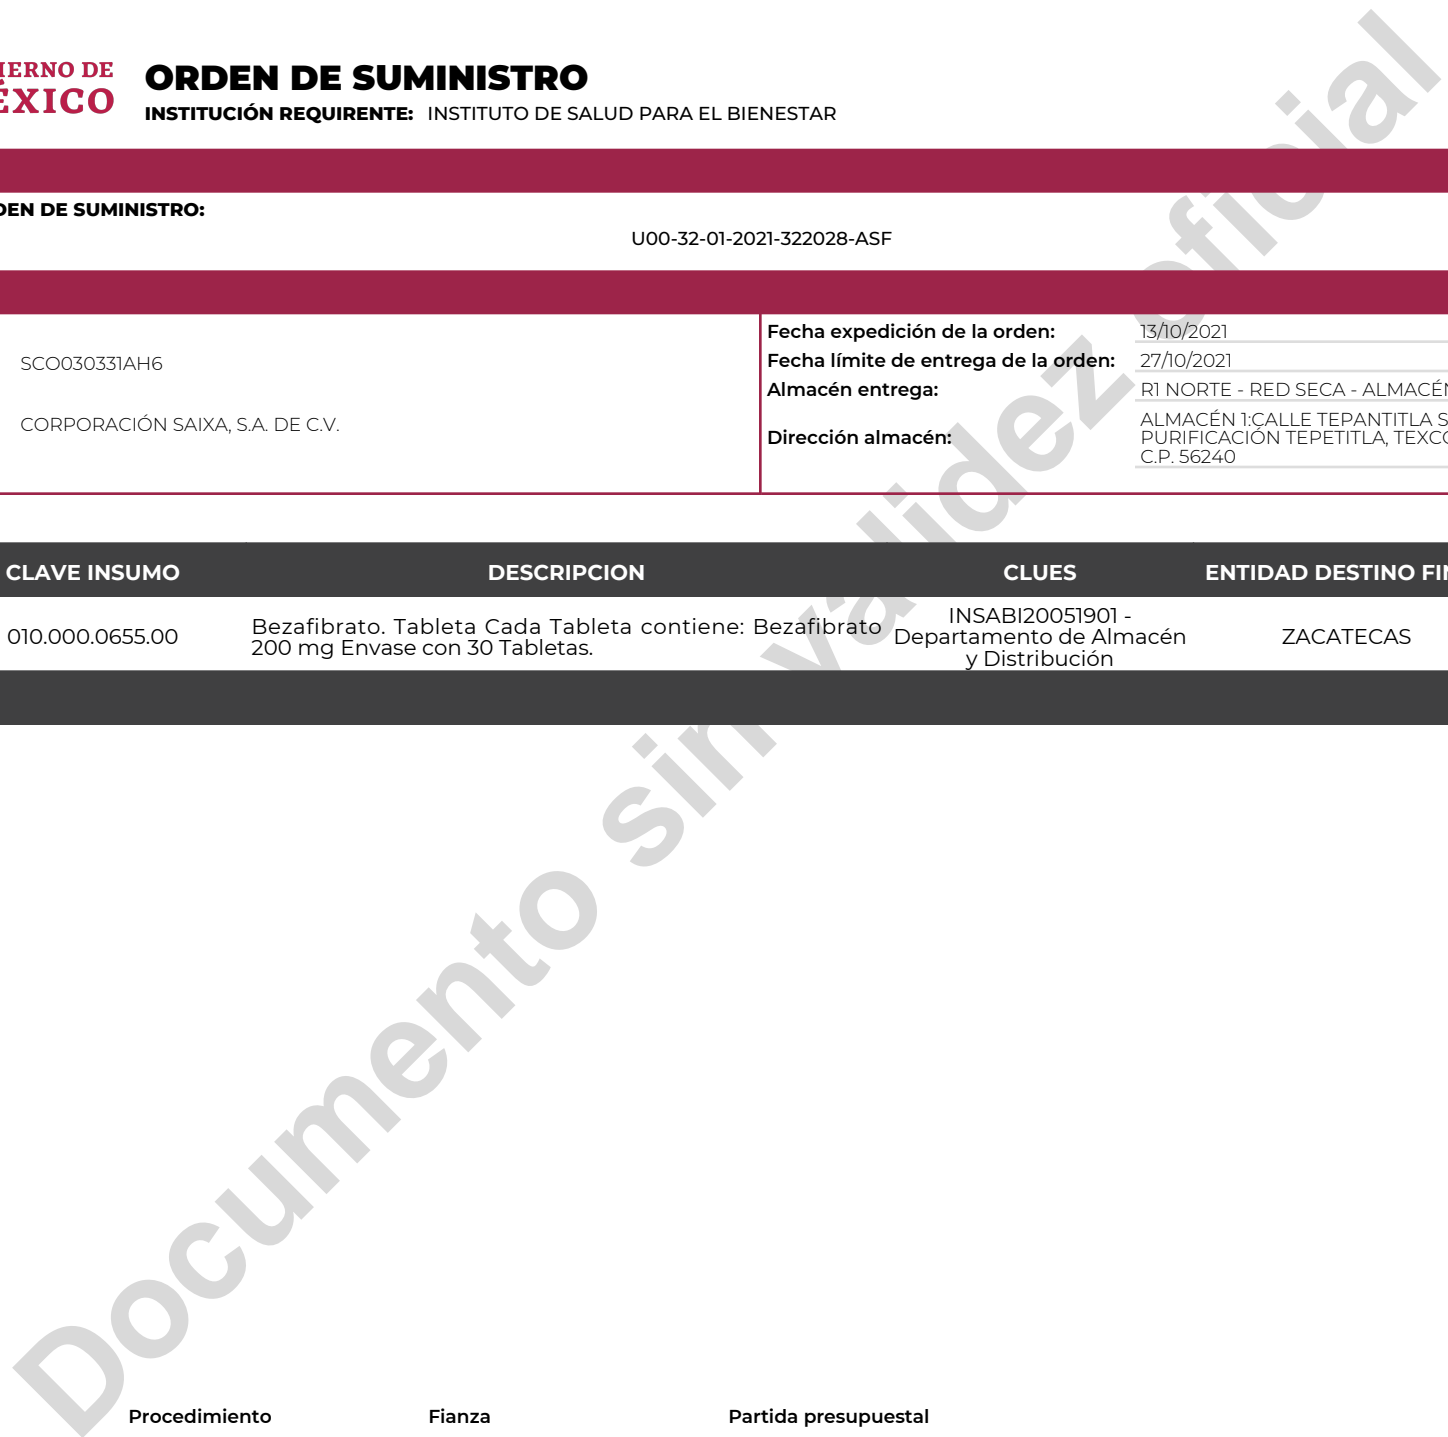 IERNO DE
ÉXICO
ORDEN DE SUMINISTRO
INSTITUCIÓN REQUIRENTE: INSTITUTO DE SALUD PARA EL BIENESTAR
DEN DE SUMINISTRO:
U00-32-01-2021-322028-ASF
SCO030331AH6
CORPORACIÓN SAIXA, S.A. DE C.V.
Fecha expedición de la orden: 13/10/2021
Fecha límite de entrega de la orden: 27/10/2021
Almacén entrega: R1 NORTE - RED SECA - ALMACÉN
Dirección almacén:
ALMACÉN 1:CALLE TEPANTITLA S
PURIFICACIÓN TEPETITLA, TEXCO
C.P. 56240
CLAVE INSUMO DESCRIPCION CLUES ENTIDAD DESTINO FIN
010.000.0655.00
Bezafibrato. Tableta Cada Tableta contiene: Bezafibrato
200 mg Envase con 30 Tabletas.
INSABI20051901 -
Departamento de Almacén
y Distribución
ZACATECAS
Documento sin validez oficial
Procedimiento Fianza Partida presupuestal